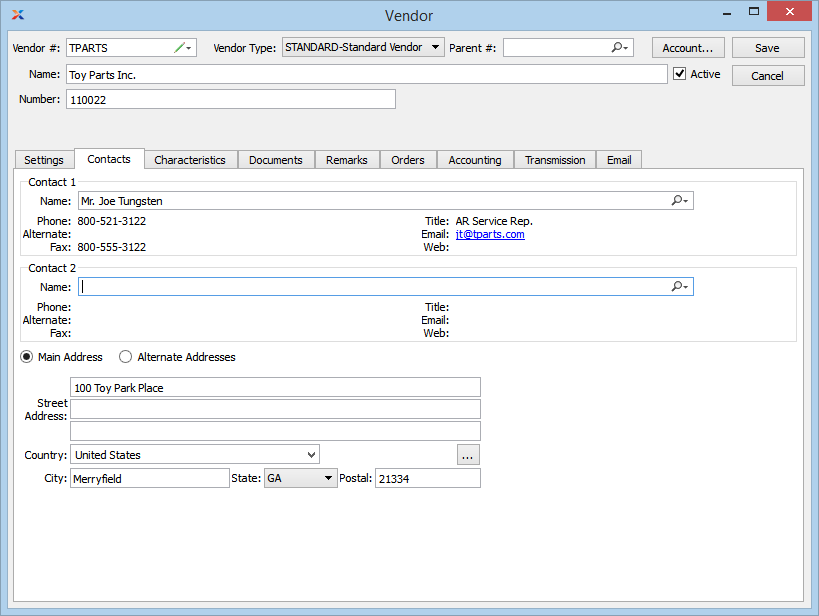 Vendor
Vendor #: TPARTS Vendor Type: STANDARD-Standard Vendor Parent #: Account... Save
Name: Toy Parts Inc. Active Cancel
Number: 110022
Settings Contacts Characteristics Documents Remarks Orders Accounting Transmission Email
Contact 1
Name: Mr. Joe Tungsten
Phone: 800-521-3122 Title: AR Service Rep.
Alternate: Email: jt@tparts.com
Fax: 800-555-3122 Web:
Contact 2
Name:
Phone: Title:
Alternate: Email:
Fax: Web:
Main Address Alternate Addresses
100 Toy Park Place
Street
Address:
Country: United States ...
City: Merryfield State: GA Postal: 21334